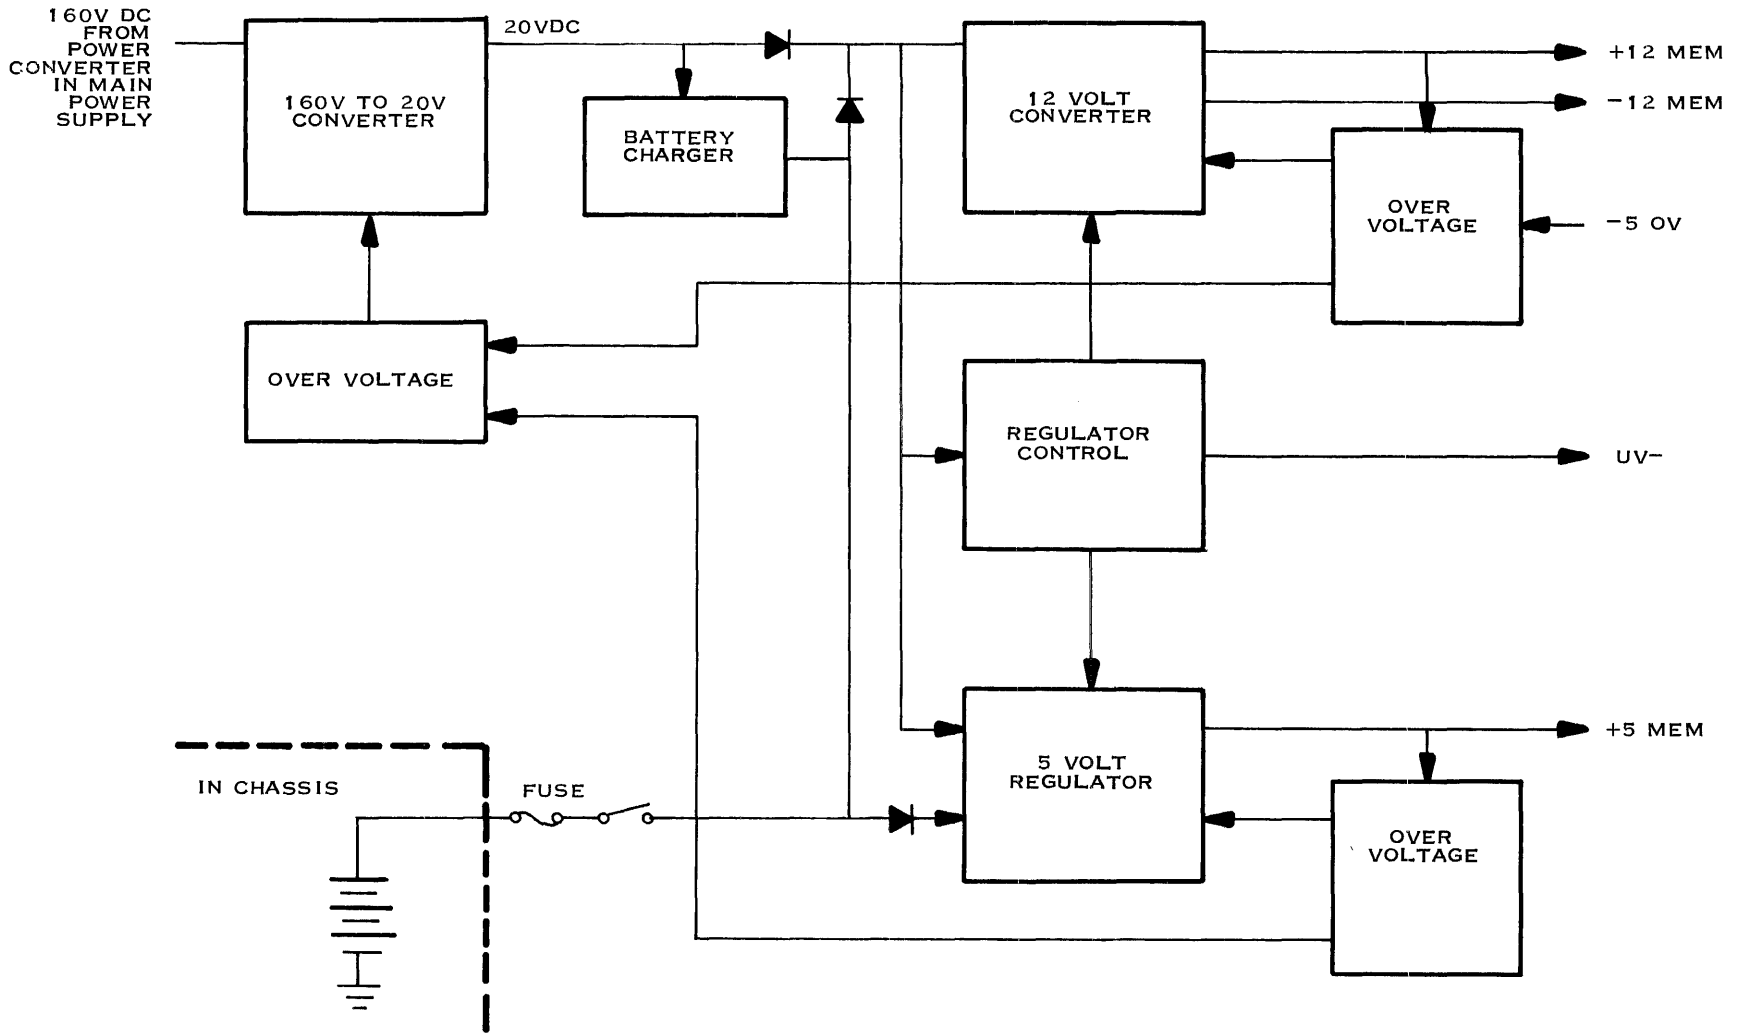 160V DC
FROM
POWER
CONVERTER
IN MAIN
POWER
SUPPLY
160V TO 20V
CONVERTER
20VDC
BATTERY
CHARGER
12 VOLT
CONVERTER
+12 MEM
-12 MEM
OVER
VOLTAGE
-5 OV
OVER VOLTAGE
REGULATOR
CONTROL
UV-
5 VOLT
REGULATOR
+5 MEM
OVER
VOLTAGE
IN CHASSIS
FUSE